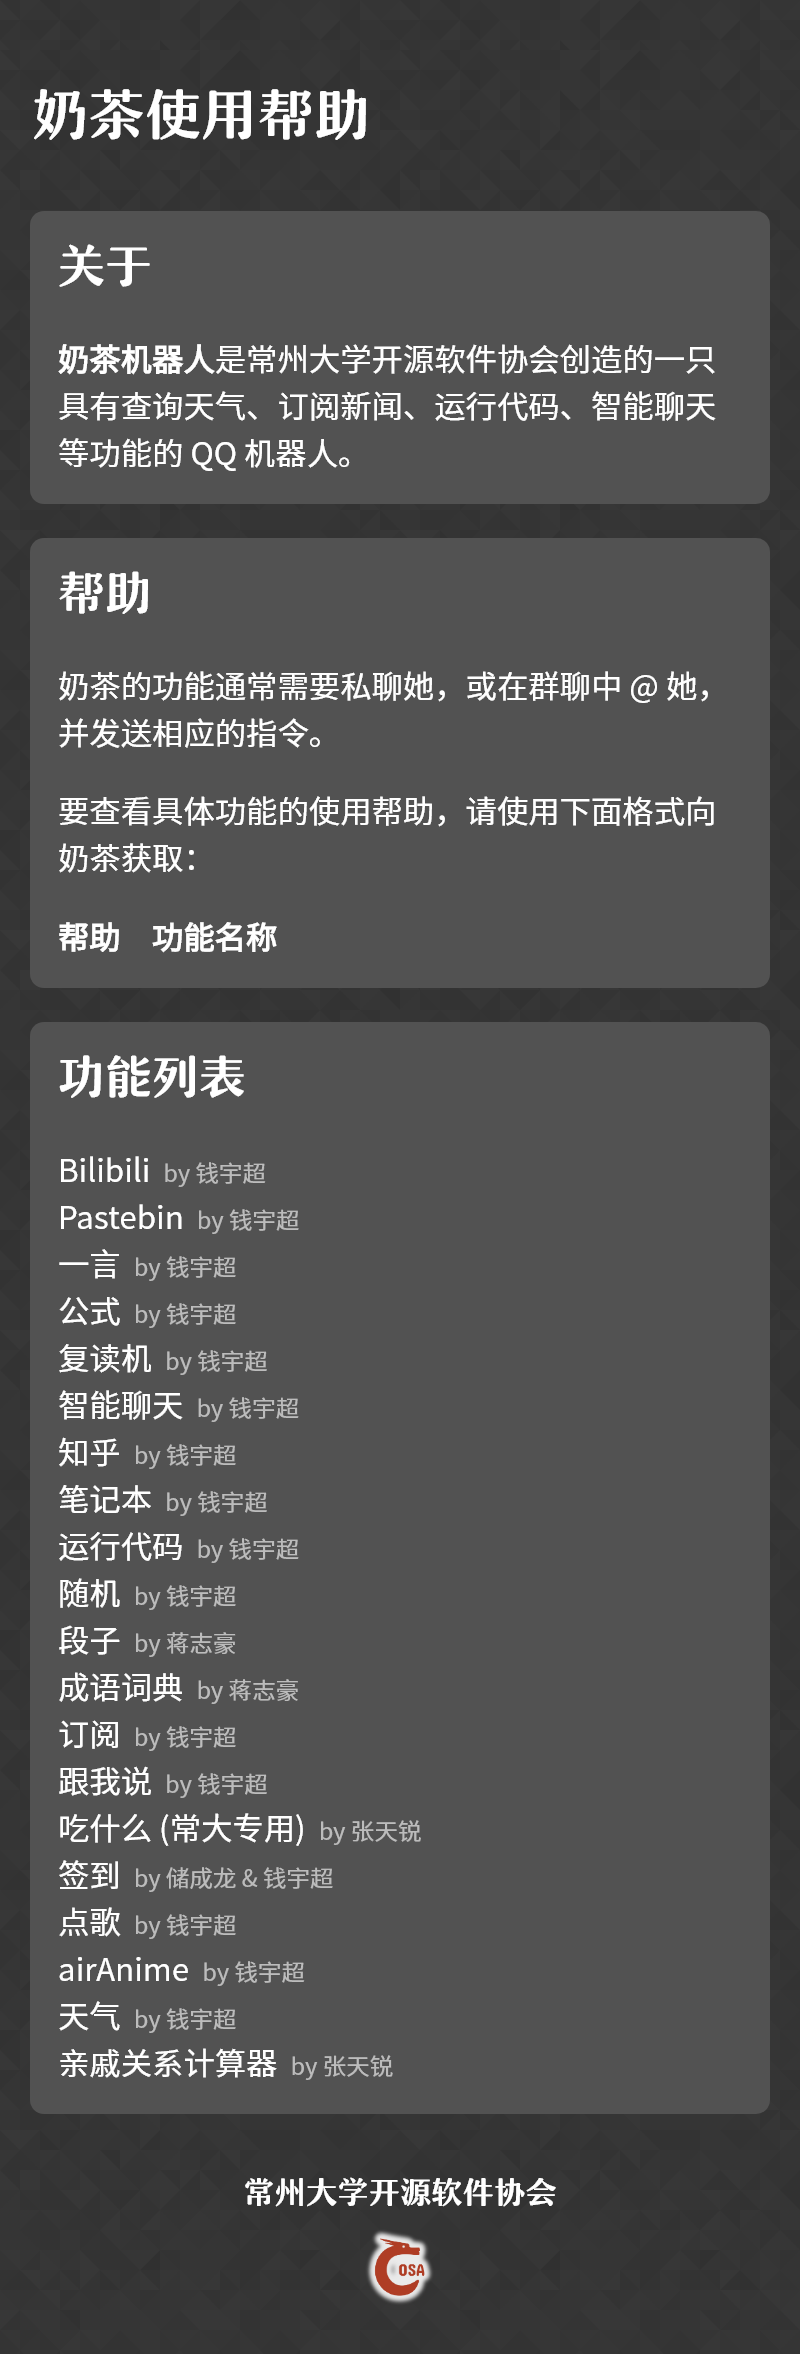 奶茶使用帮助
关于
奶茶机器人是常州大学开源软件协会创造的一只
具有查询天气、订阅新闻、运行代码、智能聊天
等功能的 QQ 机器人。
帮助
奶茶的功能通常需要私聊她，或在群聊中 @ 她，
并发送相应的指令。
要查看具体功能的使用帮助，请使用下面格式向
奶茶获取：
帮助　功能名称
功能列表
Bilibili by 钱宇超
Pastebin by 钱宇超
一言 by 钱宇超
公式 by 钱宇超
复读机 by 钱宇超
智能聊天 by 钱宇超
知乎 by 钱宇超
笔记本 by 钱宇超
运行代码 by 钱宇超
随机 by 钱宇超
段子 by 蒋志豪
成语词典 by 蒋志豪
订阅 by 钱宇超
跟我说 by 钱宇超
吃什么 (常大专用) by 张天锐
签到 by 储成龙 & 钱宇超
点歌 by 钱宇超
airAnime by 钱宇超
天气 by 钱宇超
亲戚关系计算器 by 张天锐
常州大学开源软件协会
OSA